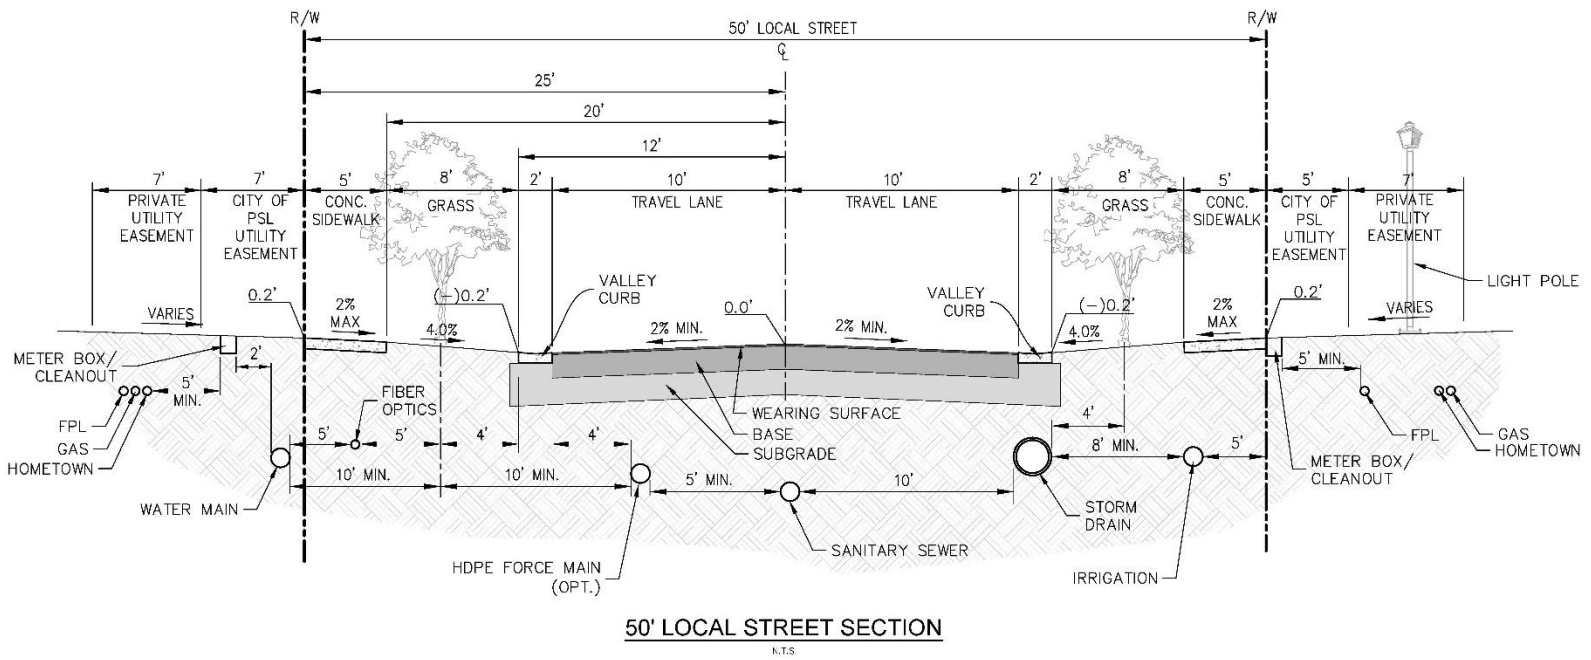 R/W
R/W
50' LOCAL STREET
℄
25'
20'
12'
7'
7'
5'
8'
2'
10'
10'
2'
8'
5'
5'
7'
PRIVATE
UTILITY
EASEMENT
CITY OF
PSL
UTILITY
EASEMENT
CONC.
SIDEWALK
GRASS
TRAVEL LANE
TRAVEL LANE
GRASS
CONC.
SIDEWALK
CITY OF
PSL
UTILITY
EASEMENT
PRIVATE
UTILITY
EASEMENT
LIGHT POLE
VARIES
0.2'
2%
MAX
(-)0.2'
4.0%
VALLEY
CURB
0.0'
2% MIN.
2% MIN.
VALLEY
CURB
(-)0.2'
4.0%
2%
MAX
0.2'
VARIES
METER BOX/
CLEANOUT
2'
5'
MIN.
FPL
GAS
HOMETOWN
FIBER
OPTICS
5'
5'
4'
4'
10' MIN.
10' MIN.
WATER MAIN
WEARING SURFACE
BASE
SUBGRADE
5' MIN.
10'
HDPE FORCE MAIN
(OPT.)
SANITARY SEWER
4'
8' MIN.
5'
STORM
DRAIN
IRRIGATION
5' MIN.
FPL
GAS
HOMETOWN
METER BOX/
CLEANOUT
50' LOCAL STREET SECTION
N.T.S.